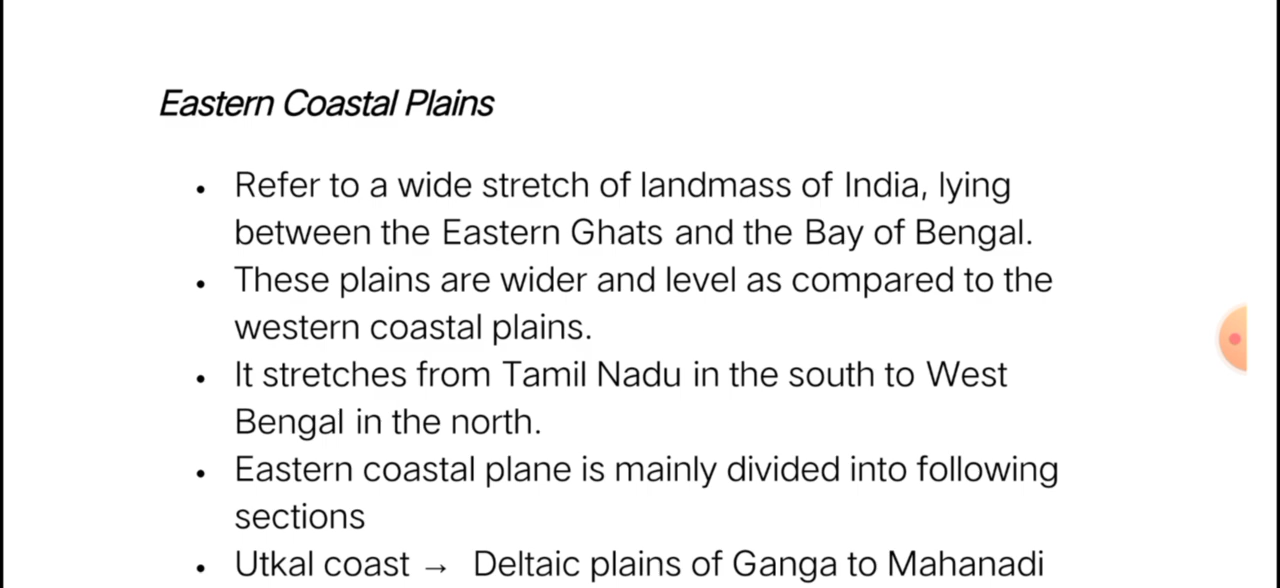 Eastern Coastal Plains
• Refer to a wide stretch of landmass of India, lying
between the Eastern Ghats and the Bay of Bengal.
• These plains are wider and level as compared to the
western coastal plains.
• It stretches from Tamil Nadu in the south to West
Bengal in the north.
• Eastern coastal plane is mainly divided into following
sections
• Utkal coast → Deltaic plains of Ganga to Mahanadi